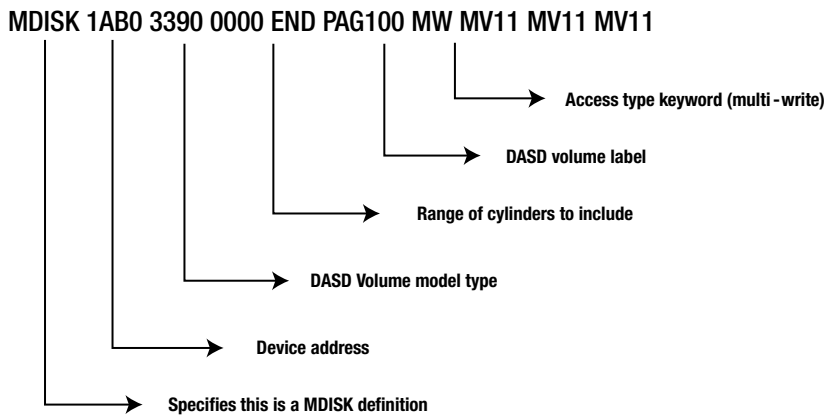 MDISK 1AB0 3390 0000 END PAG100 MW MV11 MV11 MV11
Access type keyword (multi-write)
DASD volume label
Range of cylinders to include
DASD Volume model type
Device address
Specifies this is a MDISK definition